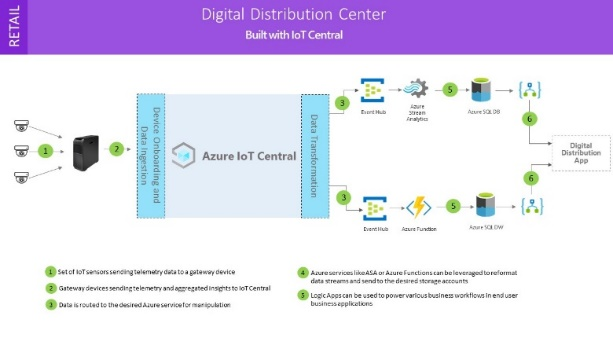 RETAIL
Digital Distribution Center
Built with IoT Central
1
2
Device Onboarding and
Data Ingestion
Azure IoT Central
Data Transformation
3
Event Hub
Azure
Stream
Analytics
5
Azure SQL DB
6
Digital
Distribution
App
3
Event Hub
Azure Function
5
Azure SQL DW
6
1 Set of IoT sensors sending telemetry data to a gateway device
2 Gateway devices sending telemetry and aggregated insights to IoT Central
3 Data is routed to the desired Azure service for manipulation
4 Azure services like ASA or Azure Functions can be leveraged to reformat
data streams and send to the desired storage accounts
5 Logic Apps can be used to power various business workflows in end user
business applications